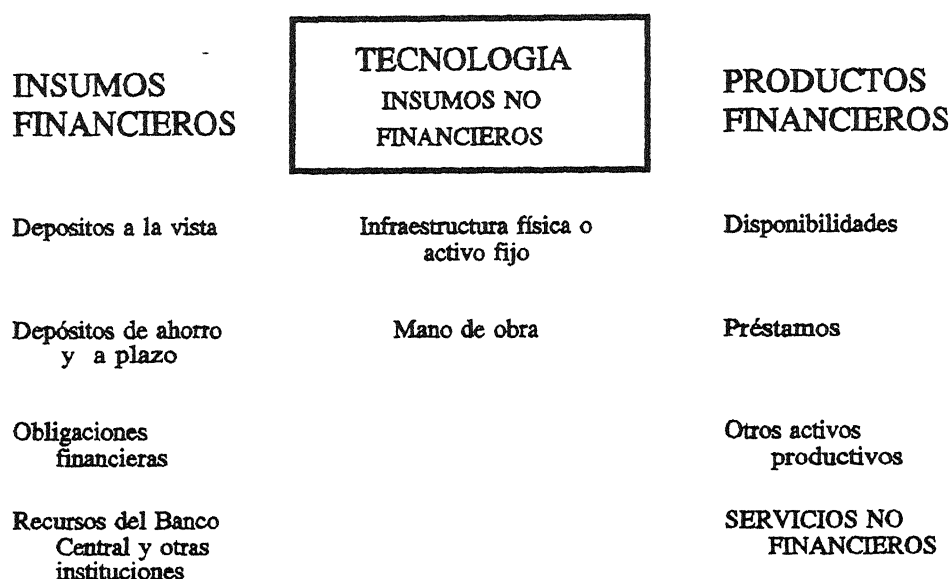 INSUMOS
FINANCIEROS
TECNOLOGIA
INSUMOS NO
FINANCIEROS
PRODUCTOS
FINANCIEROS
Depositos a la vista
Infraestructura física o
activo fijo
Disponibilidades
Depósitos de ahorro
y a plazo
Mano de obra
Préstamos
Obligaciones
financieras
Otros activos
productivos
Recursos del Banco
Central y otras
instituciones
SERVICIOS NO
FINANCIEROS